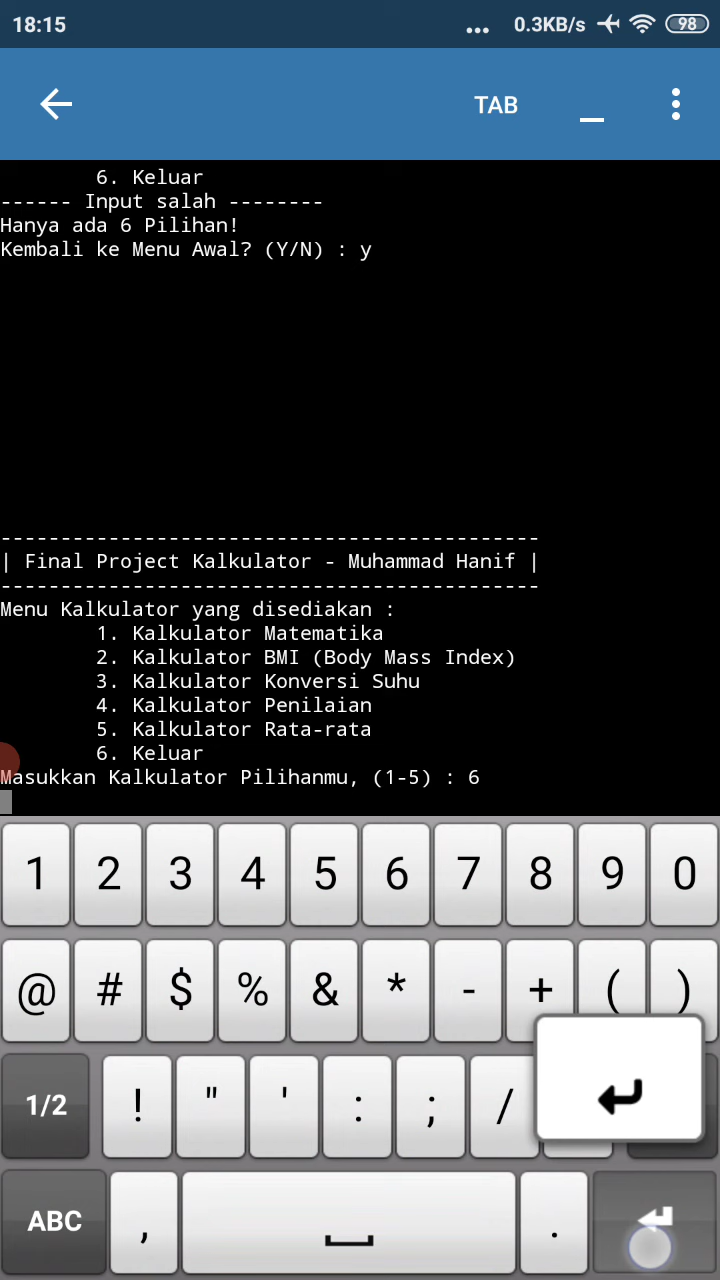 18:15 ... 0.3KB/s 98
TAB _
6. Keluar
------ Input salah --------
Hanya ada 6 Pilihan!
Kembali ke Menu Awal? (Y/N) : y
---------------------------------------------
| Final Project Kalkulator - Muhammad Hanif |
---------------------------------------------
Menu Kalkulator yang disediakan :
1. Kalkulator Matematika
2. Kalkulator BMI (Body Mass Index)
3. Kalkulator Konversi Suhu
4. Kalkulator Penilaian
5. Kalkulator Rata-rata
6. Keluar
Masukkan Kalkulator Pilihanmu, (1-5) : 6
1 2 3 4 5 6 7 8 9 0
@ # $ % & * - + ( )
1/2 ! " ' : ; /
ABC , .